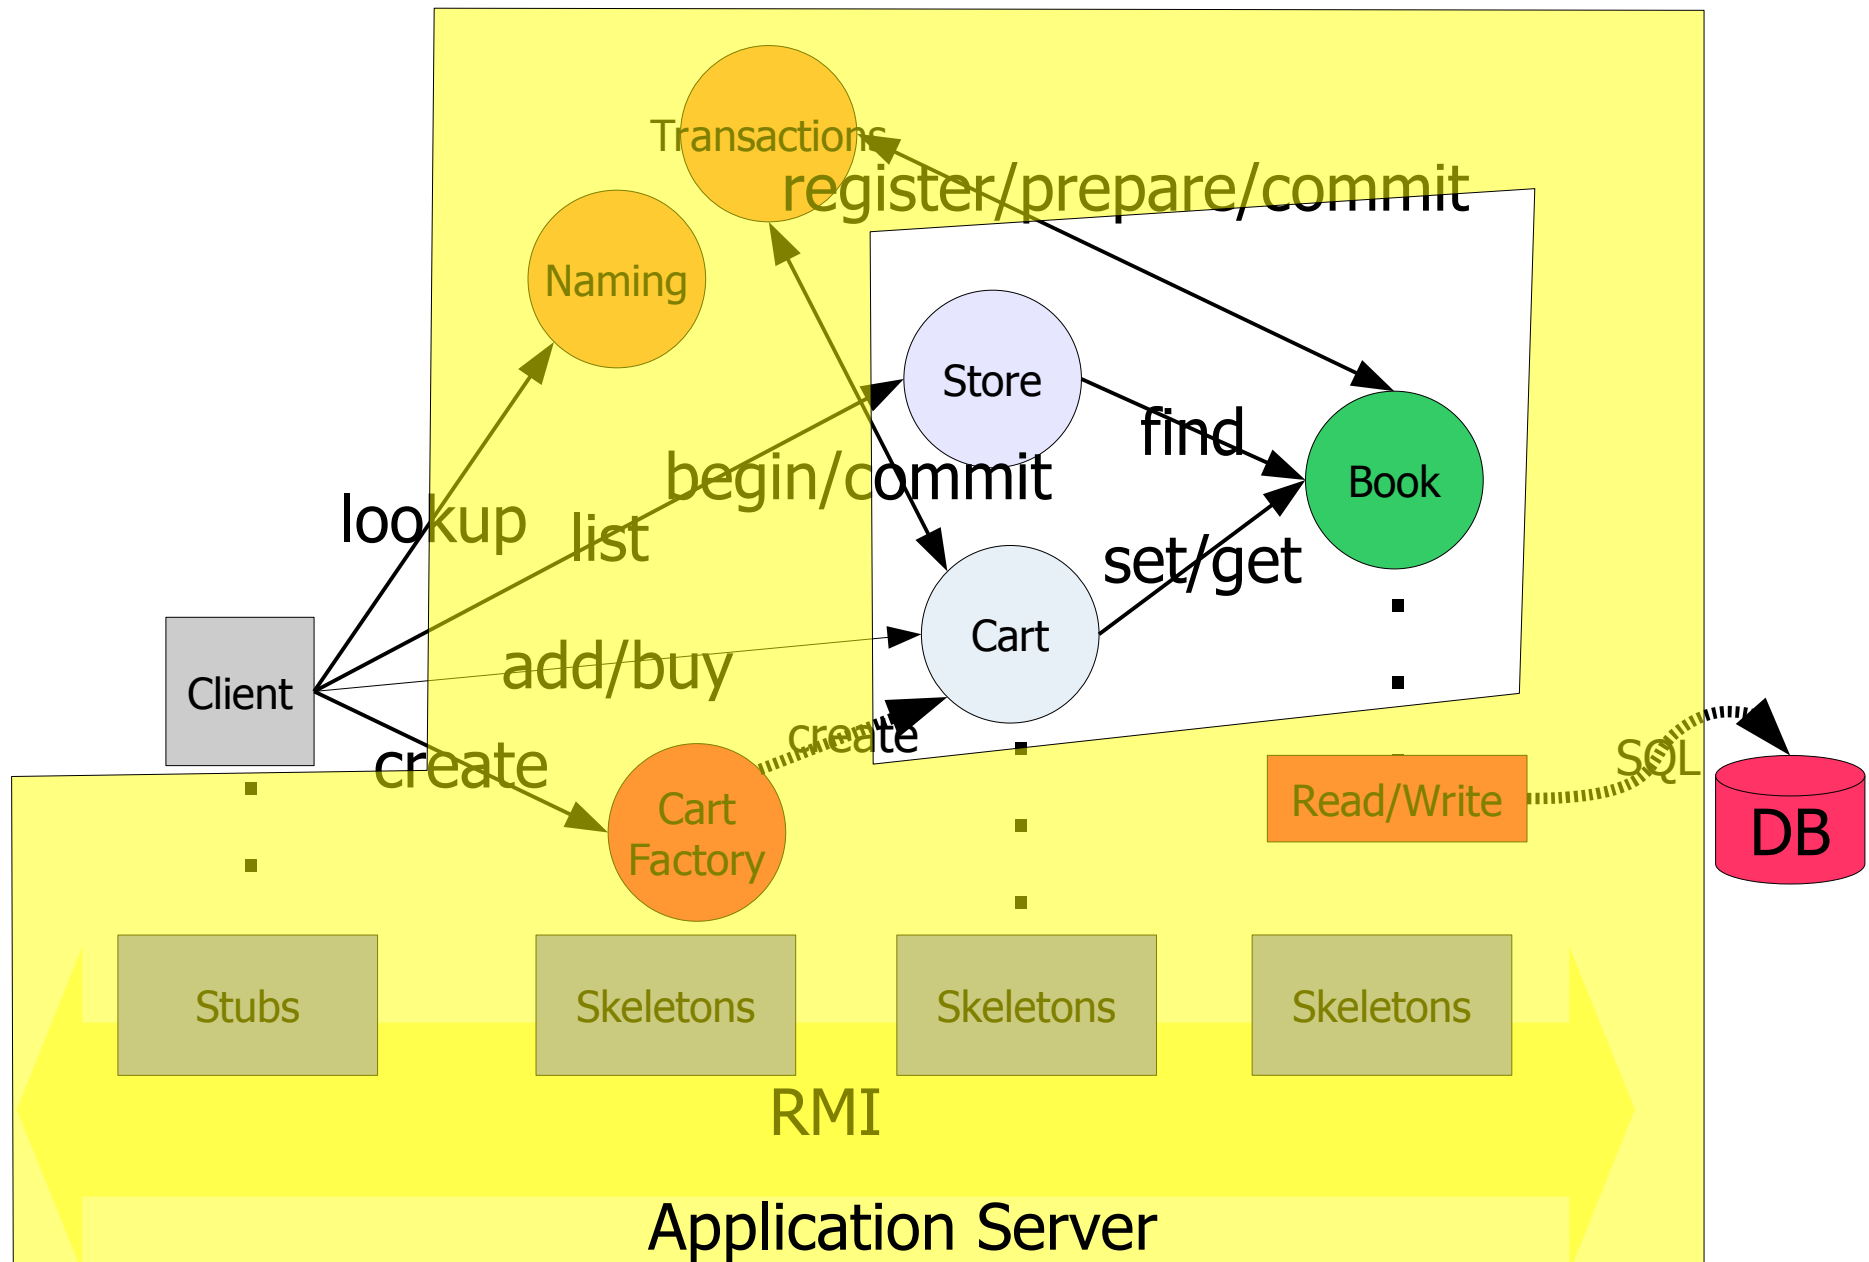 Transactions
register/prepare/commit
Naming
Store
find
begin/commit
Book
lookup
list
set/get
Cart
add/buy
Client
create
create
SQL
Cart
Factory
Read/Write
DB
Stubs
Skeletons
Skeletons
Skeletons
RMI
Application Server